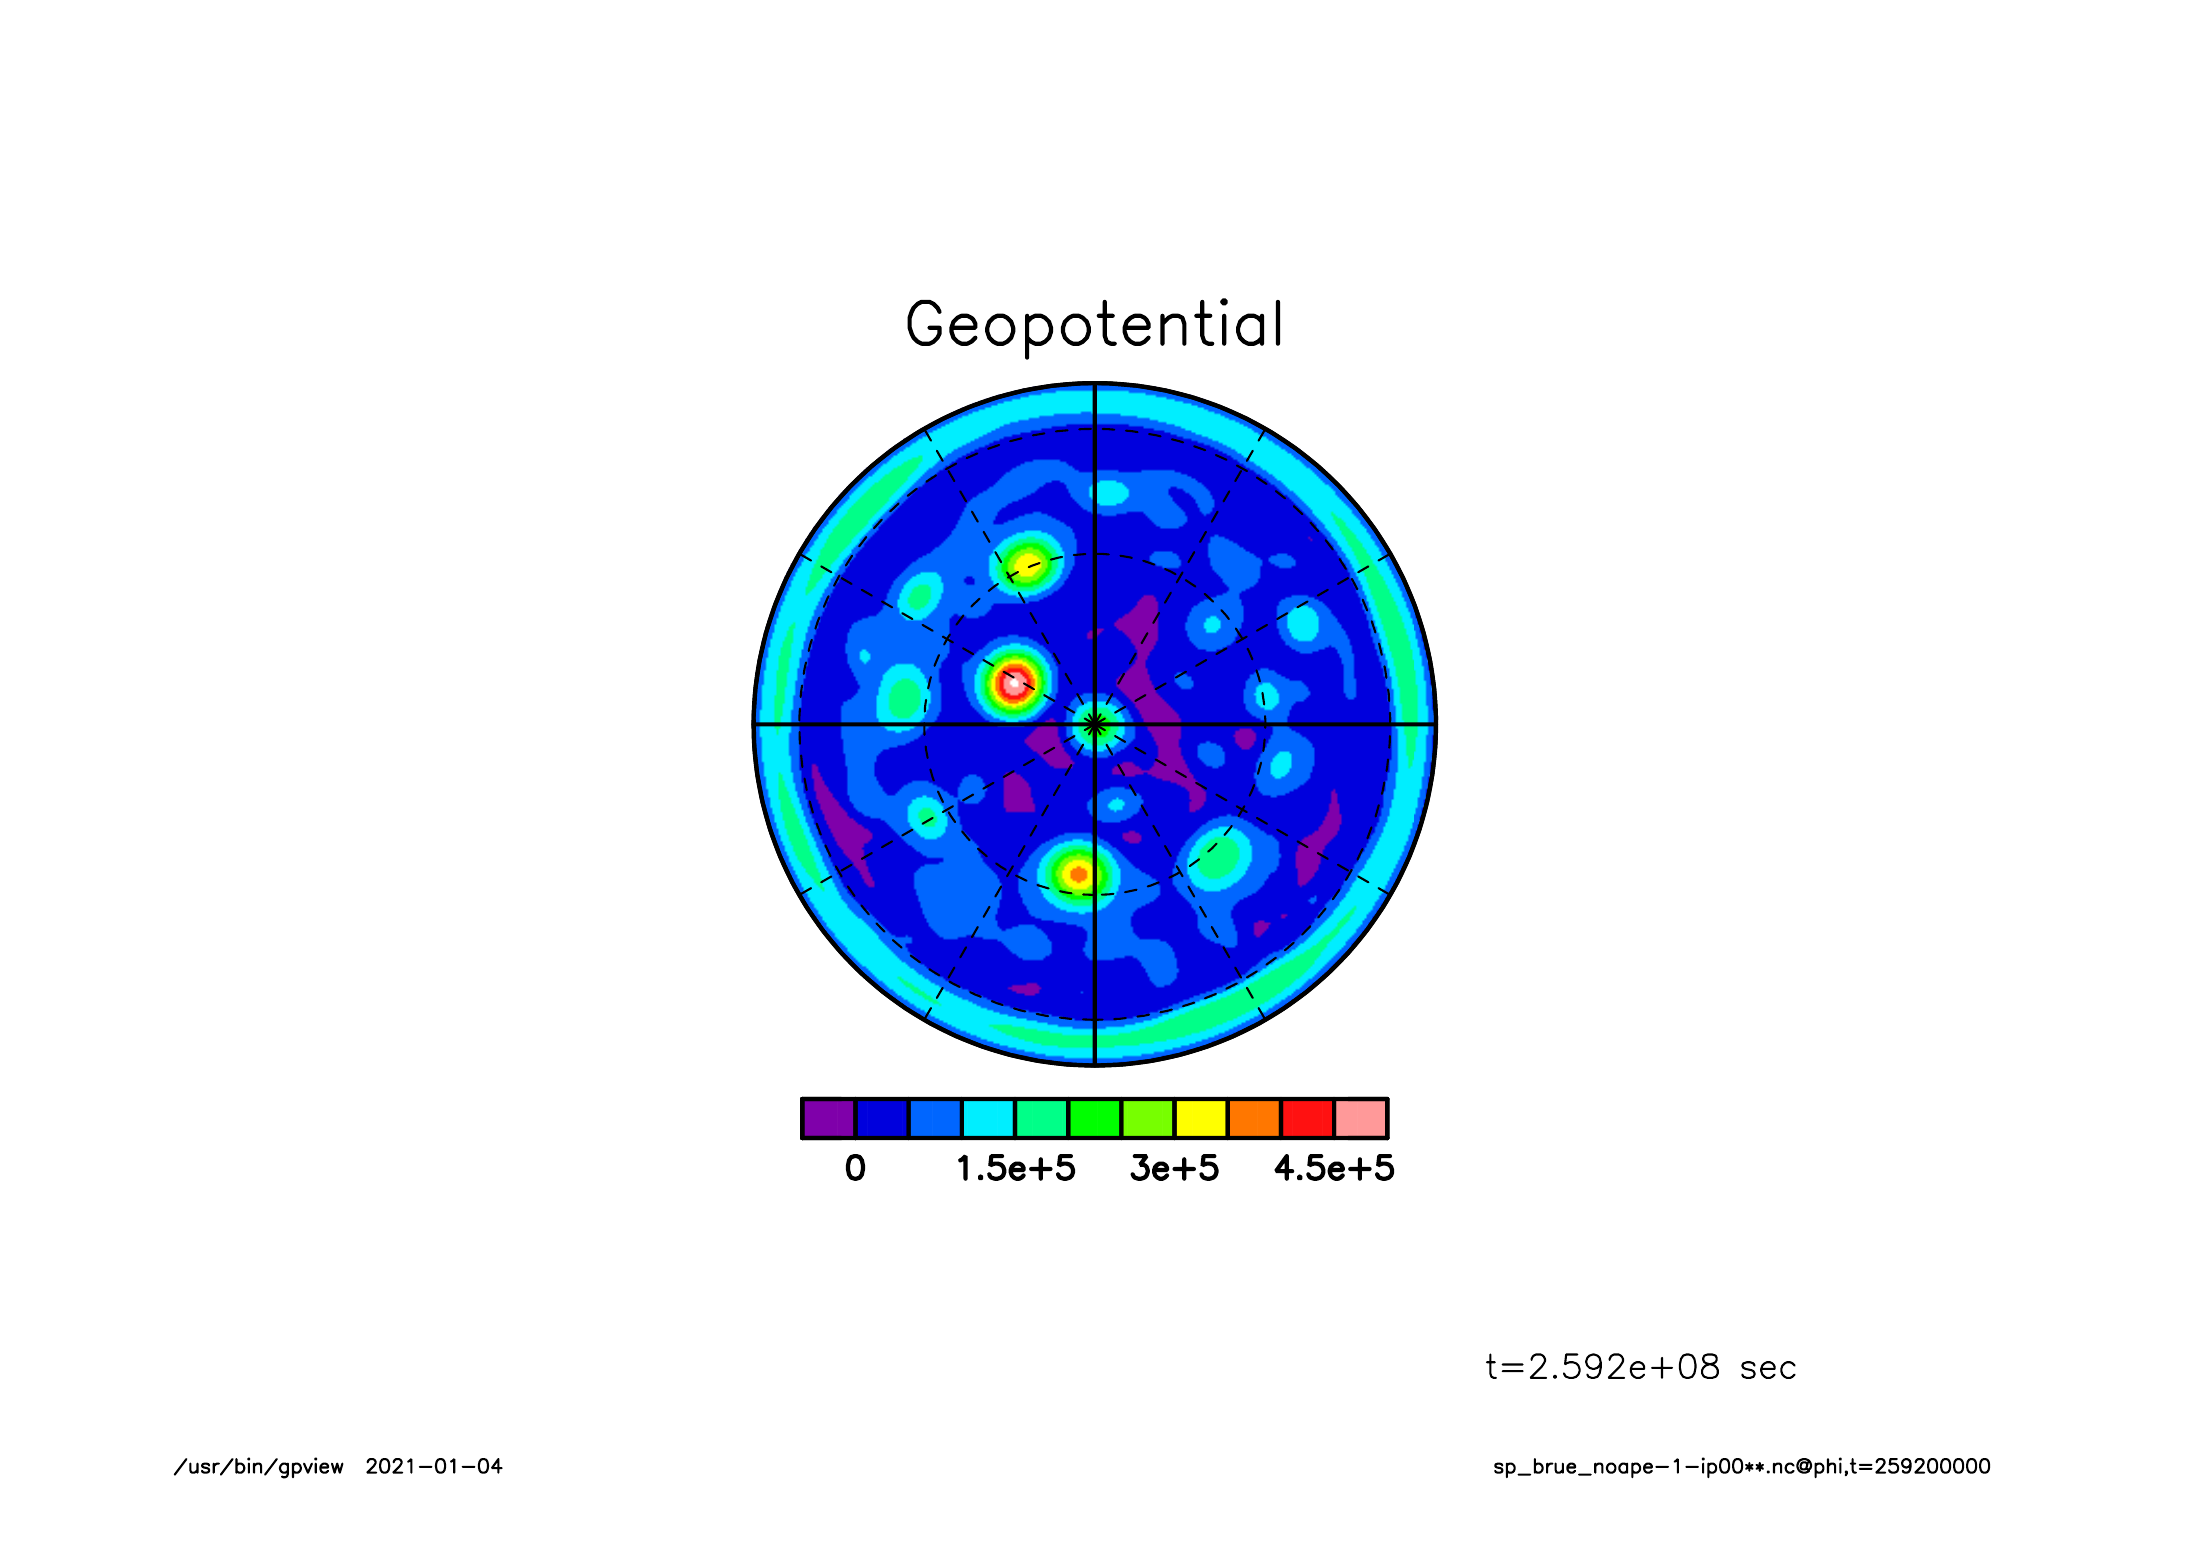 Geopotential
0 1.5e+5 3e+5 4.5e+5
t=2.592e+08 sec
/usr/bin/gpview 2021-01-04
sp_brue_noape-1-ip00**.nc@phi,t=259200000